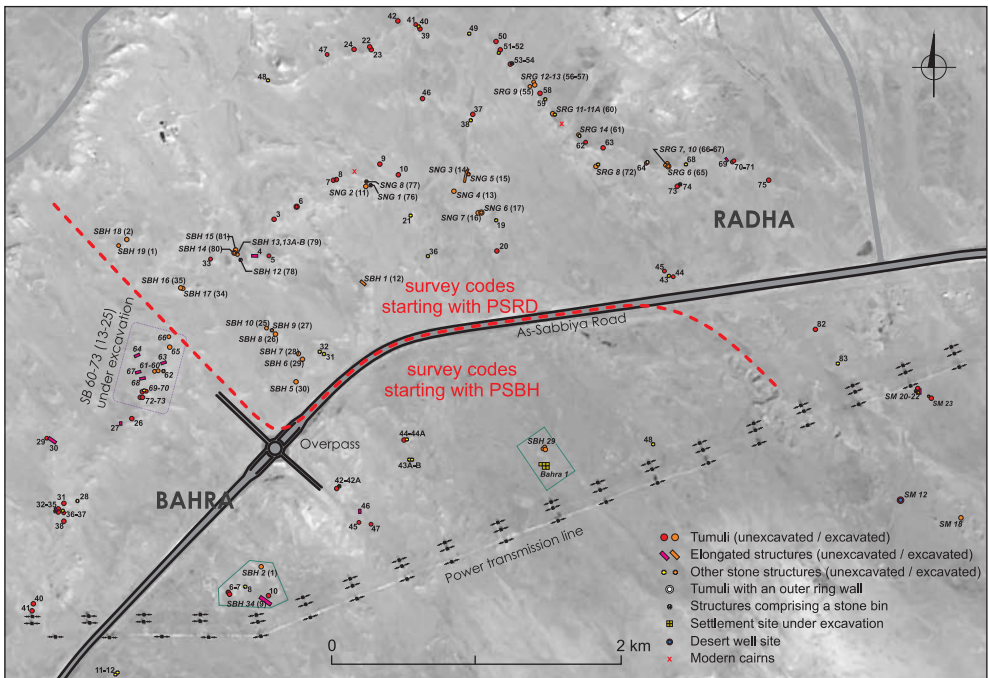 42
41
40
39
49
22
24
23
47
50
51-52
53-54
48
SRG 12-13 (56-57)
SRG 9 (55)
58
59
46
37
38
SRG 11-11A (60)
SRG 14 (61)
62
63
9
7
8
10
SNG 8 (77)
SNG 2 (11)
SNG 1 (76)
SNG 3 (14)
SNG 5 (15)
SNG 4 (13)
SRG 8 (72)
64
SRG 7, 10 (66-67)
68
SRG 6 (65)
69
70-71
73
74
75
6
3
21
SNG 6 (17)
SNG 7 (16)
19
RADHA
SBH 18 (2)
SBH 19 (1)
SBH 15 (81)
SBH 14 (80)
SBH 13,13A-B (79)
4
5
33
SBH 12 (78)
36
20
SBH 16 (35)
SBH 17 (34)
SBH 1 (12)
45
43
44
survey codes
starting with PSRD
As-Sabbiya Road
SB 60-73 (13-25)
under excavation
66
65
64
63
61-60
67
62
68
69-70
72-73
SBH 10 (25)
SBH 9 (27)
SBH 8 (26)
SBH 7 (28)
32
31
SBH 6 (29)
SBH 5 (30)
survey codes
starting with PSBH
82
83
SM 20-22
SM 23
27
26
29
30
Overpass
44-44A
43A-B
SBH 29
Bahra 1
48
BAHRA
42-42A
31
28
32-35
36-37
38
46
45
47
SM 12
SM 18
Power transmission line
SBH 2 (1)
6-7
8
10
SBH 34 (9)
40
41
11-12
0
2 km
Tumuli (unexcavated / excavated)
Elongated structures (unexcavated / excavated)
Other stone structures (unexcavated / excavated)
Tumuli with an outer ring wall
Structures comprising a stone bin
Settlement site under excavation
Desert well site
x Modern cairns